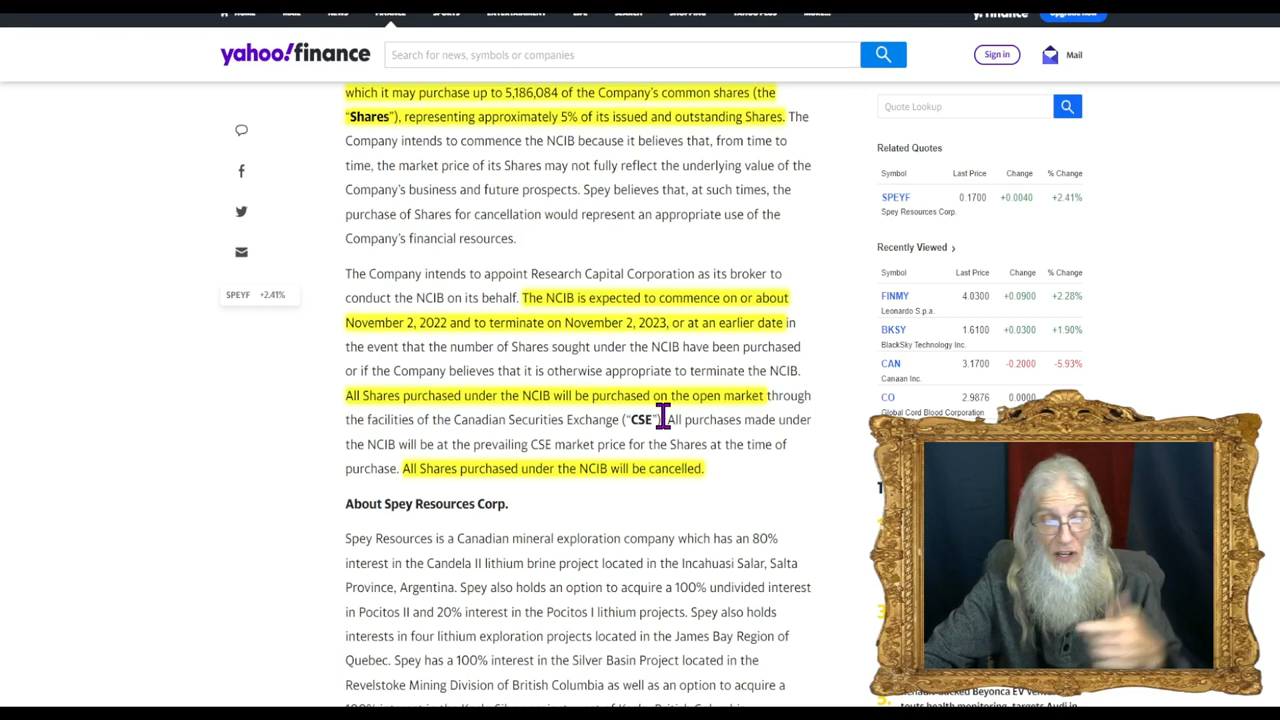 HOME
MAIL
NEWS
FINANCE
SPORTS
ENTERTAINMENT
LIFE
SEARCH
SHOPPING
YAHOO PLUS
MORE...
Upgrade now
yahoo!finance
Search for news, symbols or companies
Sign in
Mail
which it may purchase up to 5,186,084 of the Company's common shares (the
"Shares"), representing approximately 5% of its issued and outstanding Shares. The
Company intends to commence the NCIB because it believes that, from time to
time, the market price of its Shares may not fully reflect the underlying value of the
Company's business and future prospects. Spey believes that, at such times, the
purchase of Shares for cancellation would represent an appropriate use of the
Company's financial resources.
The Company intends to appoint Research Capital Corporation as its broker to
conduct the NCIB on its behalf. The NCIB is expected to commence on or about
November 2, 2022 and to terminate on November 2, 2023, or at an earlier date in
the event that the number of Shares sought under the NCIB have been purchased
or if the Company believes that it is otherwise appropriate to terminate the NCIB.
All Shares purchased under the NCIB will be purchased on the open market through
the facilities of the Canadian Securities Exchange ("CSE"). All purchases made under
the NCIB will be at the prevailing CSE market price for the Shares at the time of
purchase. All Shares purchased under the NCIB will be cancelled.
About Spey Resources Corp.
Spey Resources is a Canadian mineral exploration company which has an 80%
interest in the Candela II lithium brine project located in the Incahuasi Salar, Salta
Province, Argentina. Spey also holds an option to acquire a 100% undivided interest
in Pocitos II and 20% interest in the Pocitos I lithium projects. Spey also holds
interests in four lithium exploration projects located in the James Bay Region of
Quebec. Spey has a 100% interest in the Silver Basin Project located in the
Revelstoke Mining Division of British Columbia as well as an option to acquire a
SPEYF +2.41%
Quote Lookup
Related Quotes
Symbol Last Price Change % Change
SPEYF 0.1700 +0.0040 +2.41%
Spey Resources Corp.
Recently Viewed
Symbol Last Price Change % Change
FINMY 4.0300 +0.0900 +2.28%
Leonardo S.p.a.
BKSY 1.6100 +0.0300 +1.90%
BlackSky Technology Inc.
CAN 3.1700 -0.2000 -5.93%
Canaan Inc.
CO 2.9876 0.0000
Global Cord Blood Corporation
touts health monitoring, targets Audi in